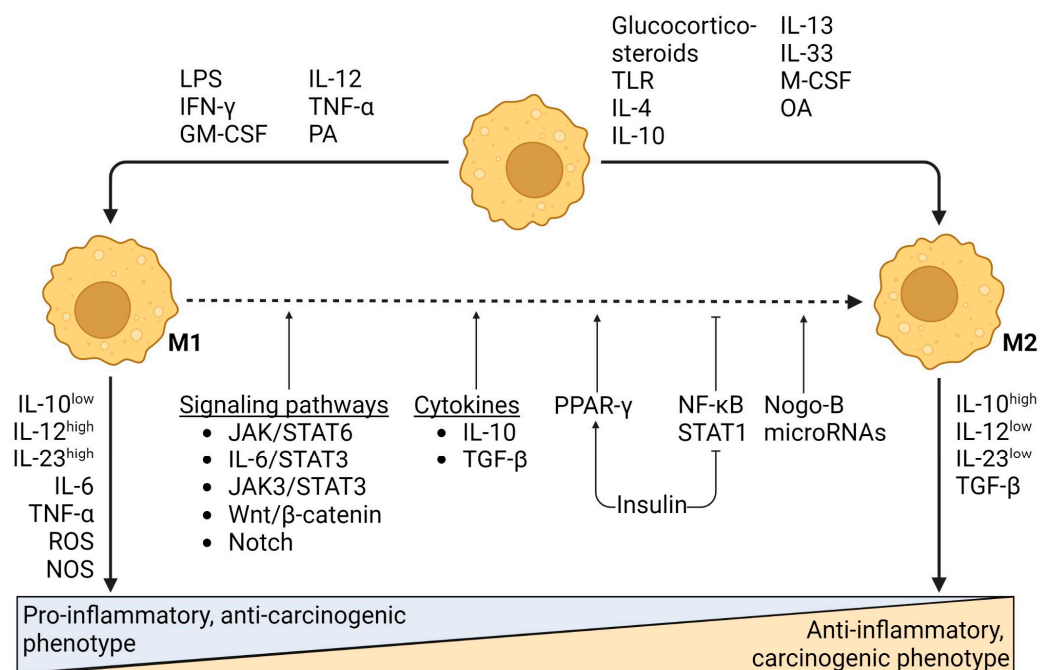 LPS
IFN-γ
GM-CSF
IL-12
TNF-α
PA
Glucocortico-
steroids
TLR
IL-4
IL-10
IL-13
IL-33
M-CSF
OA
M1
M2
IL-10low
IL-12high
IL-23high
IL-6
TNF-α
ROS
NOS
Signaling pathways
• JAK/STAT6
• IL-6/STAT3
• JAK3/STAT3
• Wnt/β-catenin
• Notch
Cytokines
• IL-10
• TGF-β
PPAR-γ
NF-κB
STAT1
Insulin
Nogo-B
microRNAs
IL-10high
IL-12low
IL-23low
TGF-β
Pro-inflammatory, anti-carcinogenic
phenotype
Anti-inflammatory,
carcinogenic phenotype